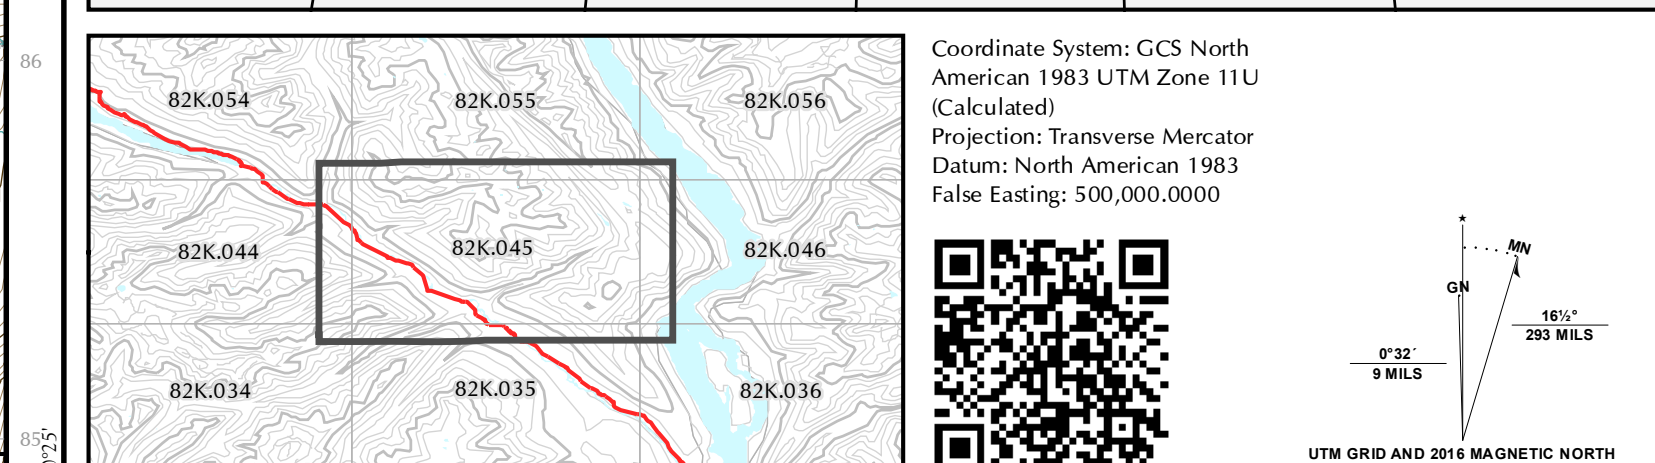 86
85
0°25'
82K.054
82K.055
82K.056
82K.044
82K.045
82K.046
82K.034
82K.035
82K.036
Coordinate System: GCS North
American 1983 UTM Zone 11U
(Calculated)
Projection: Transverse Mercator
Datum: North American 1983
False Easting: 500,000.0000
MN
GN
16½°
293 MILS
0°32´
9 MILS
UTM GRID AND 2016 MAGNETIC NORTH